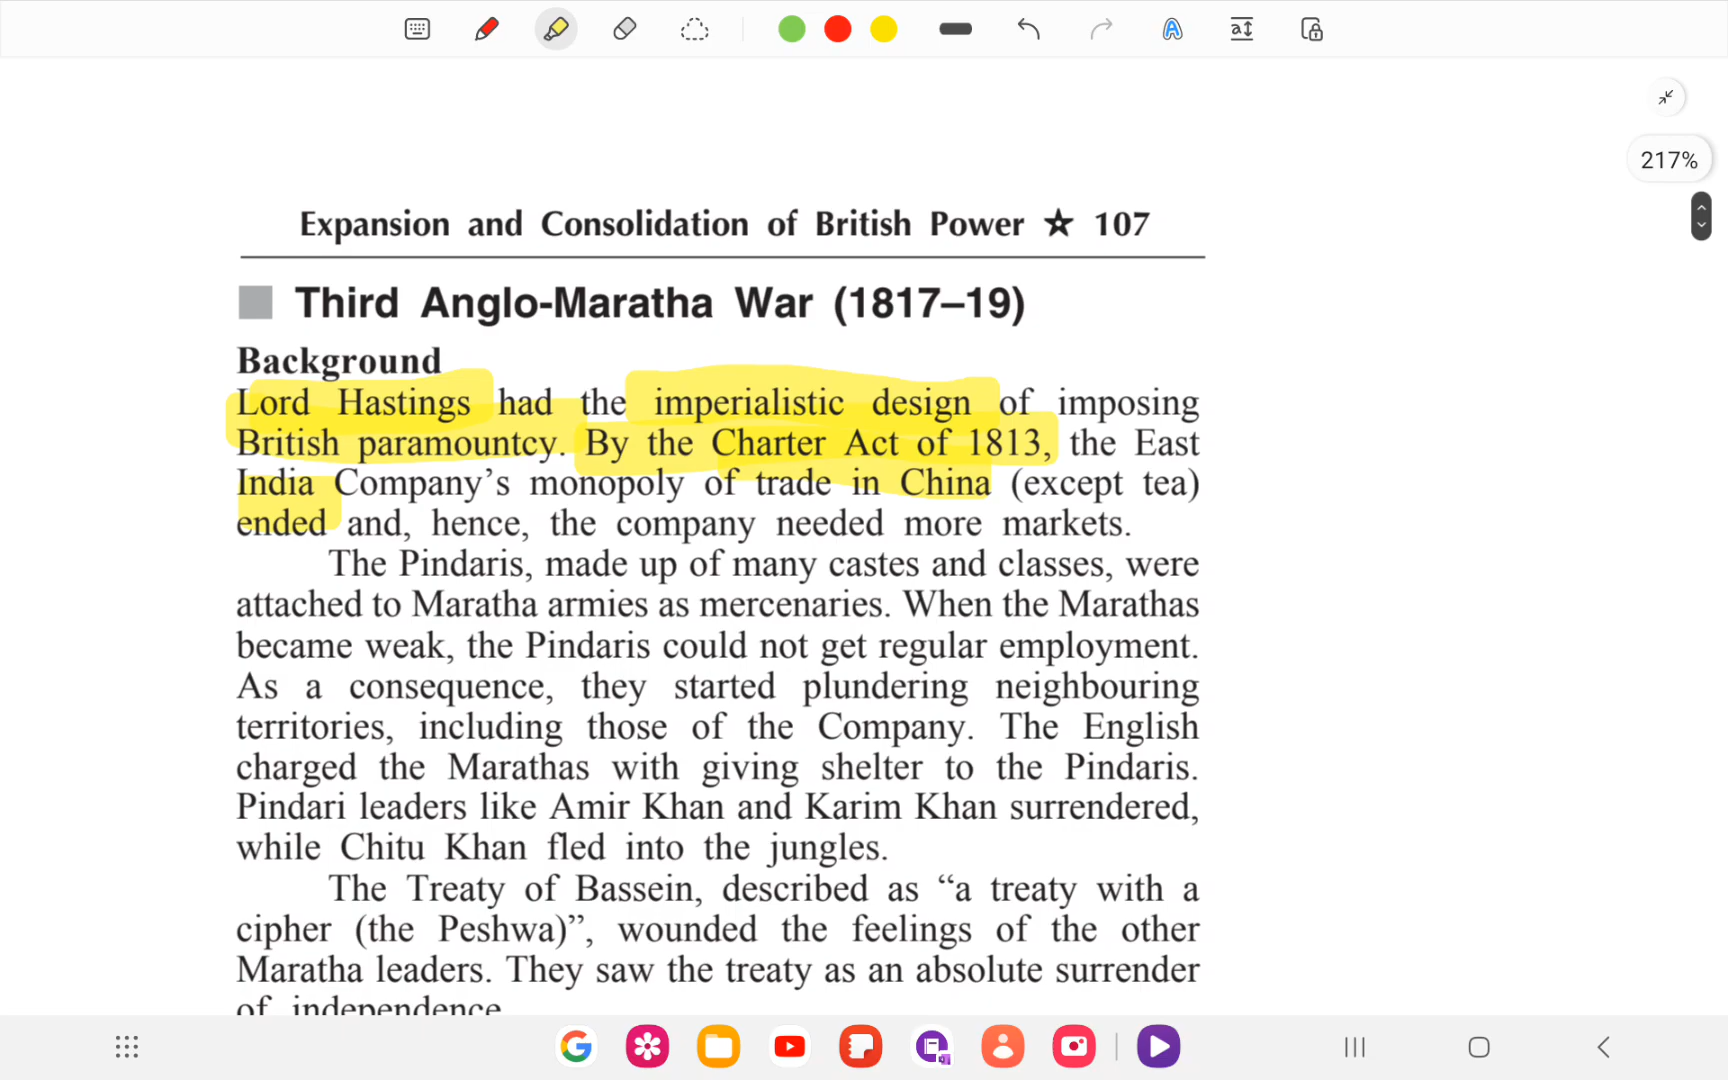 217%
Expansion and Consolidation of British Power ★ 107
Third Anglo-Maratha War (1817–19)
Background
Lord Hastings had the imperialistic design of imposing
British paramountcy. By the Charter Act of 1813, the East
India Company's monopoly of trade in China (except tea)
ended and, hence, the company needed more markets.
The Pindaris, made up of many castes and classes, were
attached to Maratha armies as mercenaries. When the Marathas
became weak, the Pindaris could not get regular employment.
As a consequence, they started plundering neighbouring
territories, including those of the Company. The English
charged the Marathas with giving shelter to the Pindaris.
Pindari leaders like Amir Khan and Karim Khan surrendered,
while Chitu Khan fled into the jungles.
The Treaty of Bassein, described as “a treaty with a
cipher (the Peshwa)”, wounded the feelings of the other
Maratha leaders. They saw the treaty as an absolute surrender
of independence.